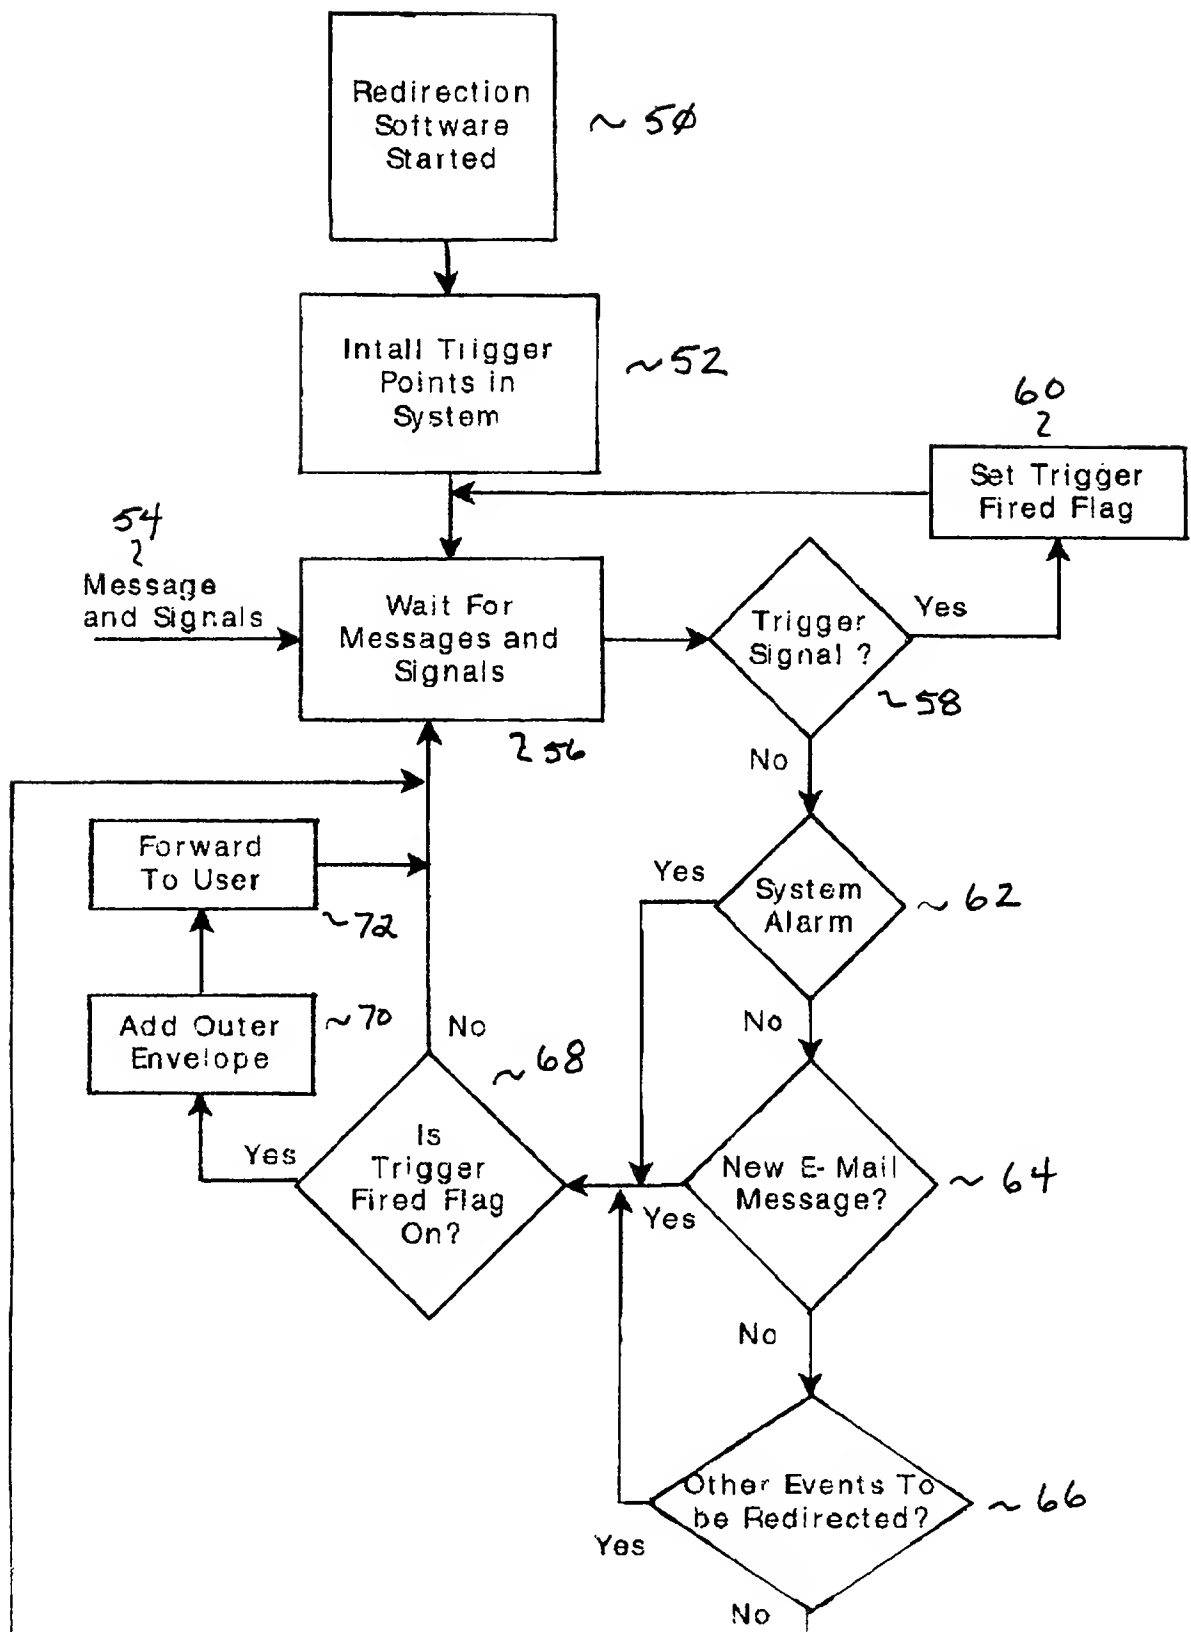 Redirection
Software
Started
~ 50
Intall Trigger
Points in
System
~52
60
Set Trigger
Fired Flag
54
Message
and Signals
Wait For
Messages and
Signals
56
Trigger
Signal ?
Yes
~58
No
Forward
To User
~72
Yes
System
Alarm
~ 62
No
Add Outer
Envelope
~70
No
~68
Is
Trigger
Fired Flag
On?
Yes
New E-Mail
Message?
~ 64
Yes
No
Other Events To
be Redirected?
~ 66
Yes
No